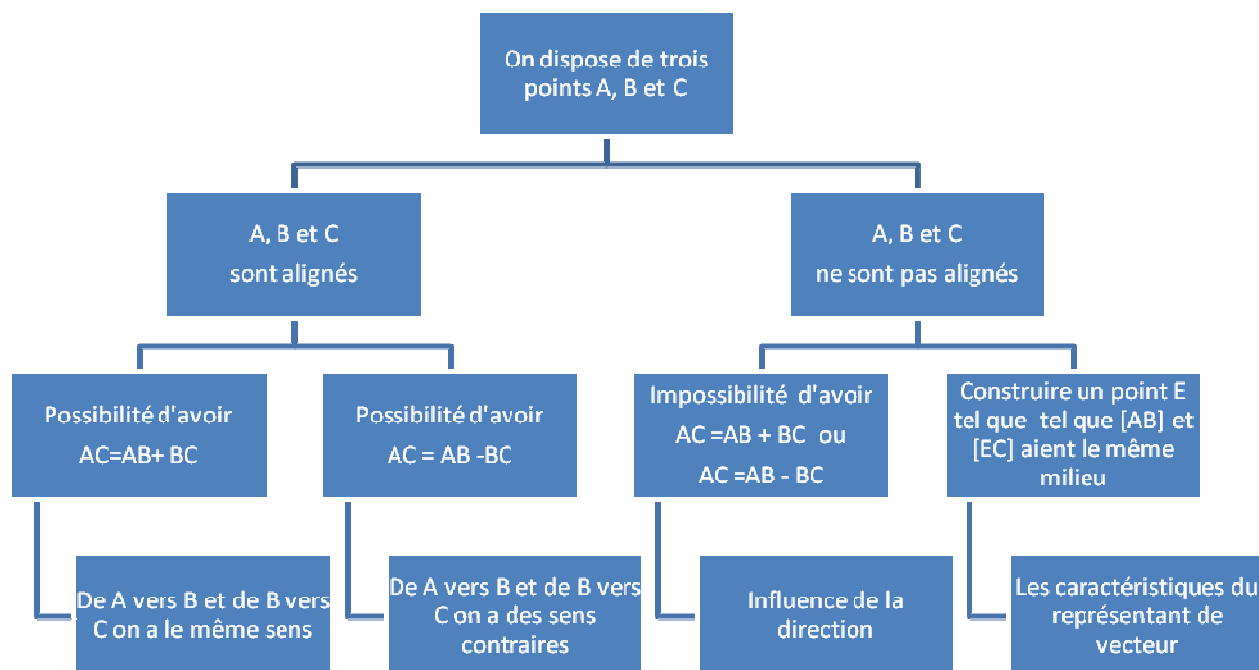 On dispose de trois
points A, B et C
A, B et C
sont alignés
A, B et C
ne sont pas alignés
Possibilité d'avoir
AC=AB+ BC
Possibilité d'avoir
AC = AB -BC
Impossibilité d'avoir
AC =AB + BC ou
AC =AB - BC
Construire un point E
tel que tel que [AB] et
[EC] aient le même
milieu
De A vers B et de B vers
C on a le même sens
De A vers B et de B vers
C on a des sens
contraires
Influence de la
direction
Les caractéristiques du
représentant de
vecteur